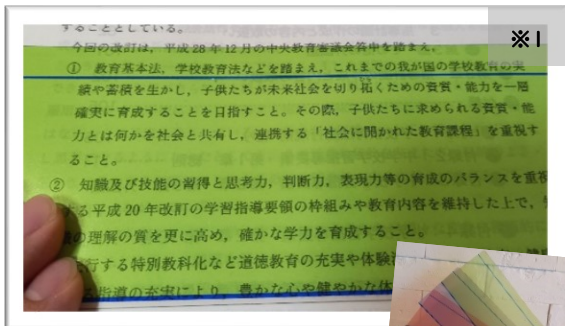 ※1
することとしている。
今回の改訂は，平成28年12月の中央教育審議会答申を踏まえ，
① 教育基本法，学校教育法などを踏まえ，これまでの我が国の学校教育の実
績や蓄積を生かし，子供たちが未来社会を切り拓くための資質・能力を一層
確実に育成することを目指すこと。その際，子供たちに求められる資質・能
力とは何かを社会と共有し，連携する「社会に開かれた教育課程」を重視す
ること。
② 知識及び技能の習得と思考力，判断力，表現力等の育成のバランスを重視
する平成20年改訂の学習指導要領の枠組みや教育内容を維持した上で，
の理解の質を更に高め，確かな学力を育成すること。
行する特別教科化など道徳教育の充実や体験
指導の充実により，豊かな心や健やかな体